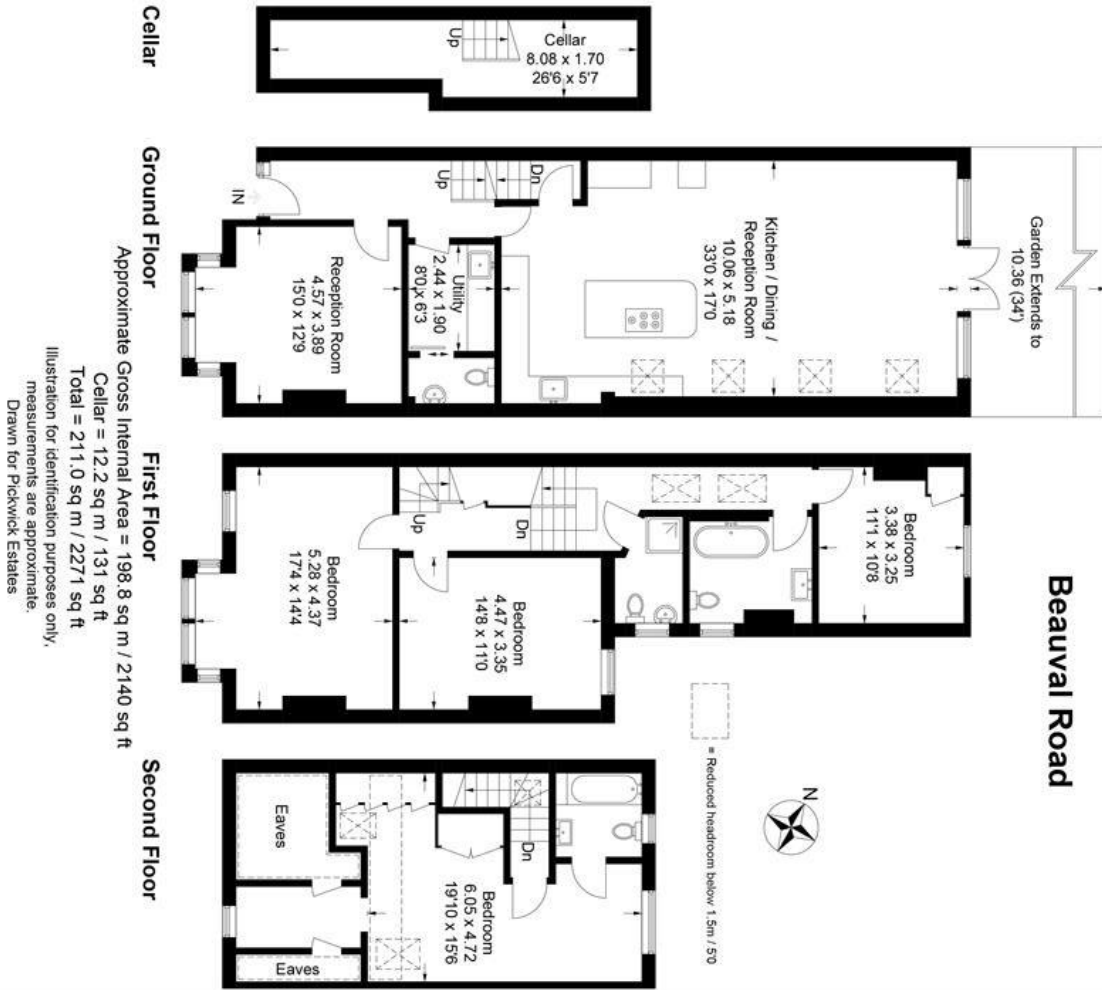 Beauval Road
N
= Reduced headroom below 1.5m / 5'0
Cellar
8.08 x 1.70
26'6 x 5'7
Up
Cellar
Garden Extends to
10.36 (34')
Kitchen / Dining /
Reception Room
10.06 x 5.18
33'0 x 17'0
Dn
Up
Utility
2.44 x 1.90
8'0 x 6'3
Reception Room
4.57 x 3.89
15'0 x 12'9
IN
Ground Floor
Bedroom
3.38 x 3.25
11'1 x 10'8
Dn
Up
Bedroom
4.47 x 3.35
14'8 x 11'0
Bedroom
5.28 x 4.37
17'4 x 14'4
First Floor
Dn
Bedroom
6.05 x 4.72
19'10 x 15'6
Eaves
Eaves
Second Floor
Approximate Gross Internal Area = 198.8 sq m / 2140 sq ft
Cellar = 12.2 sq m / 131 sq ft
Total = 211.0 sq m / 2271 sq ft
Illustration for identification purposes only,
measurements are approximate.
Drawn for Pickwick Estates